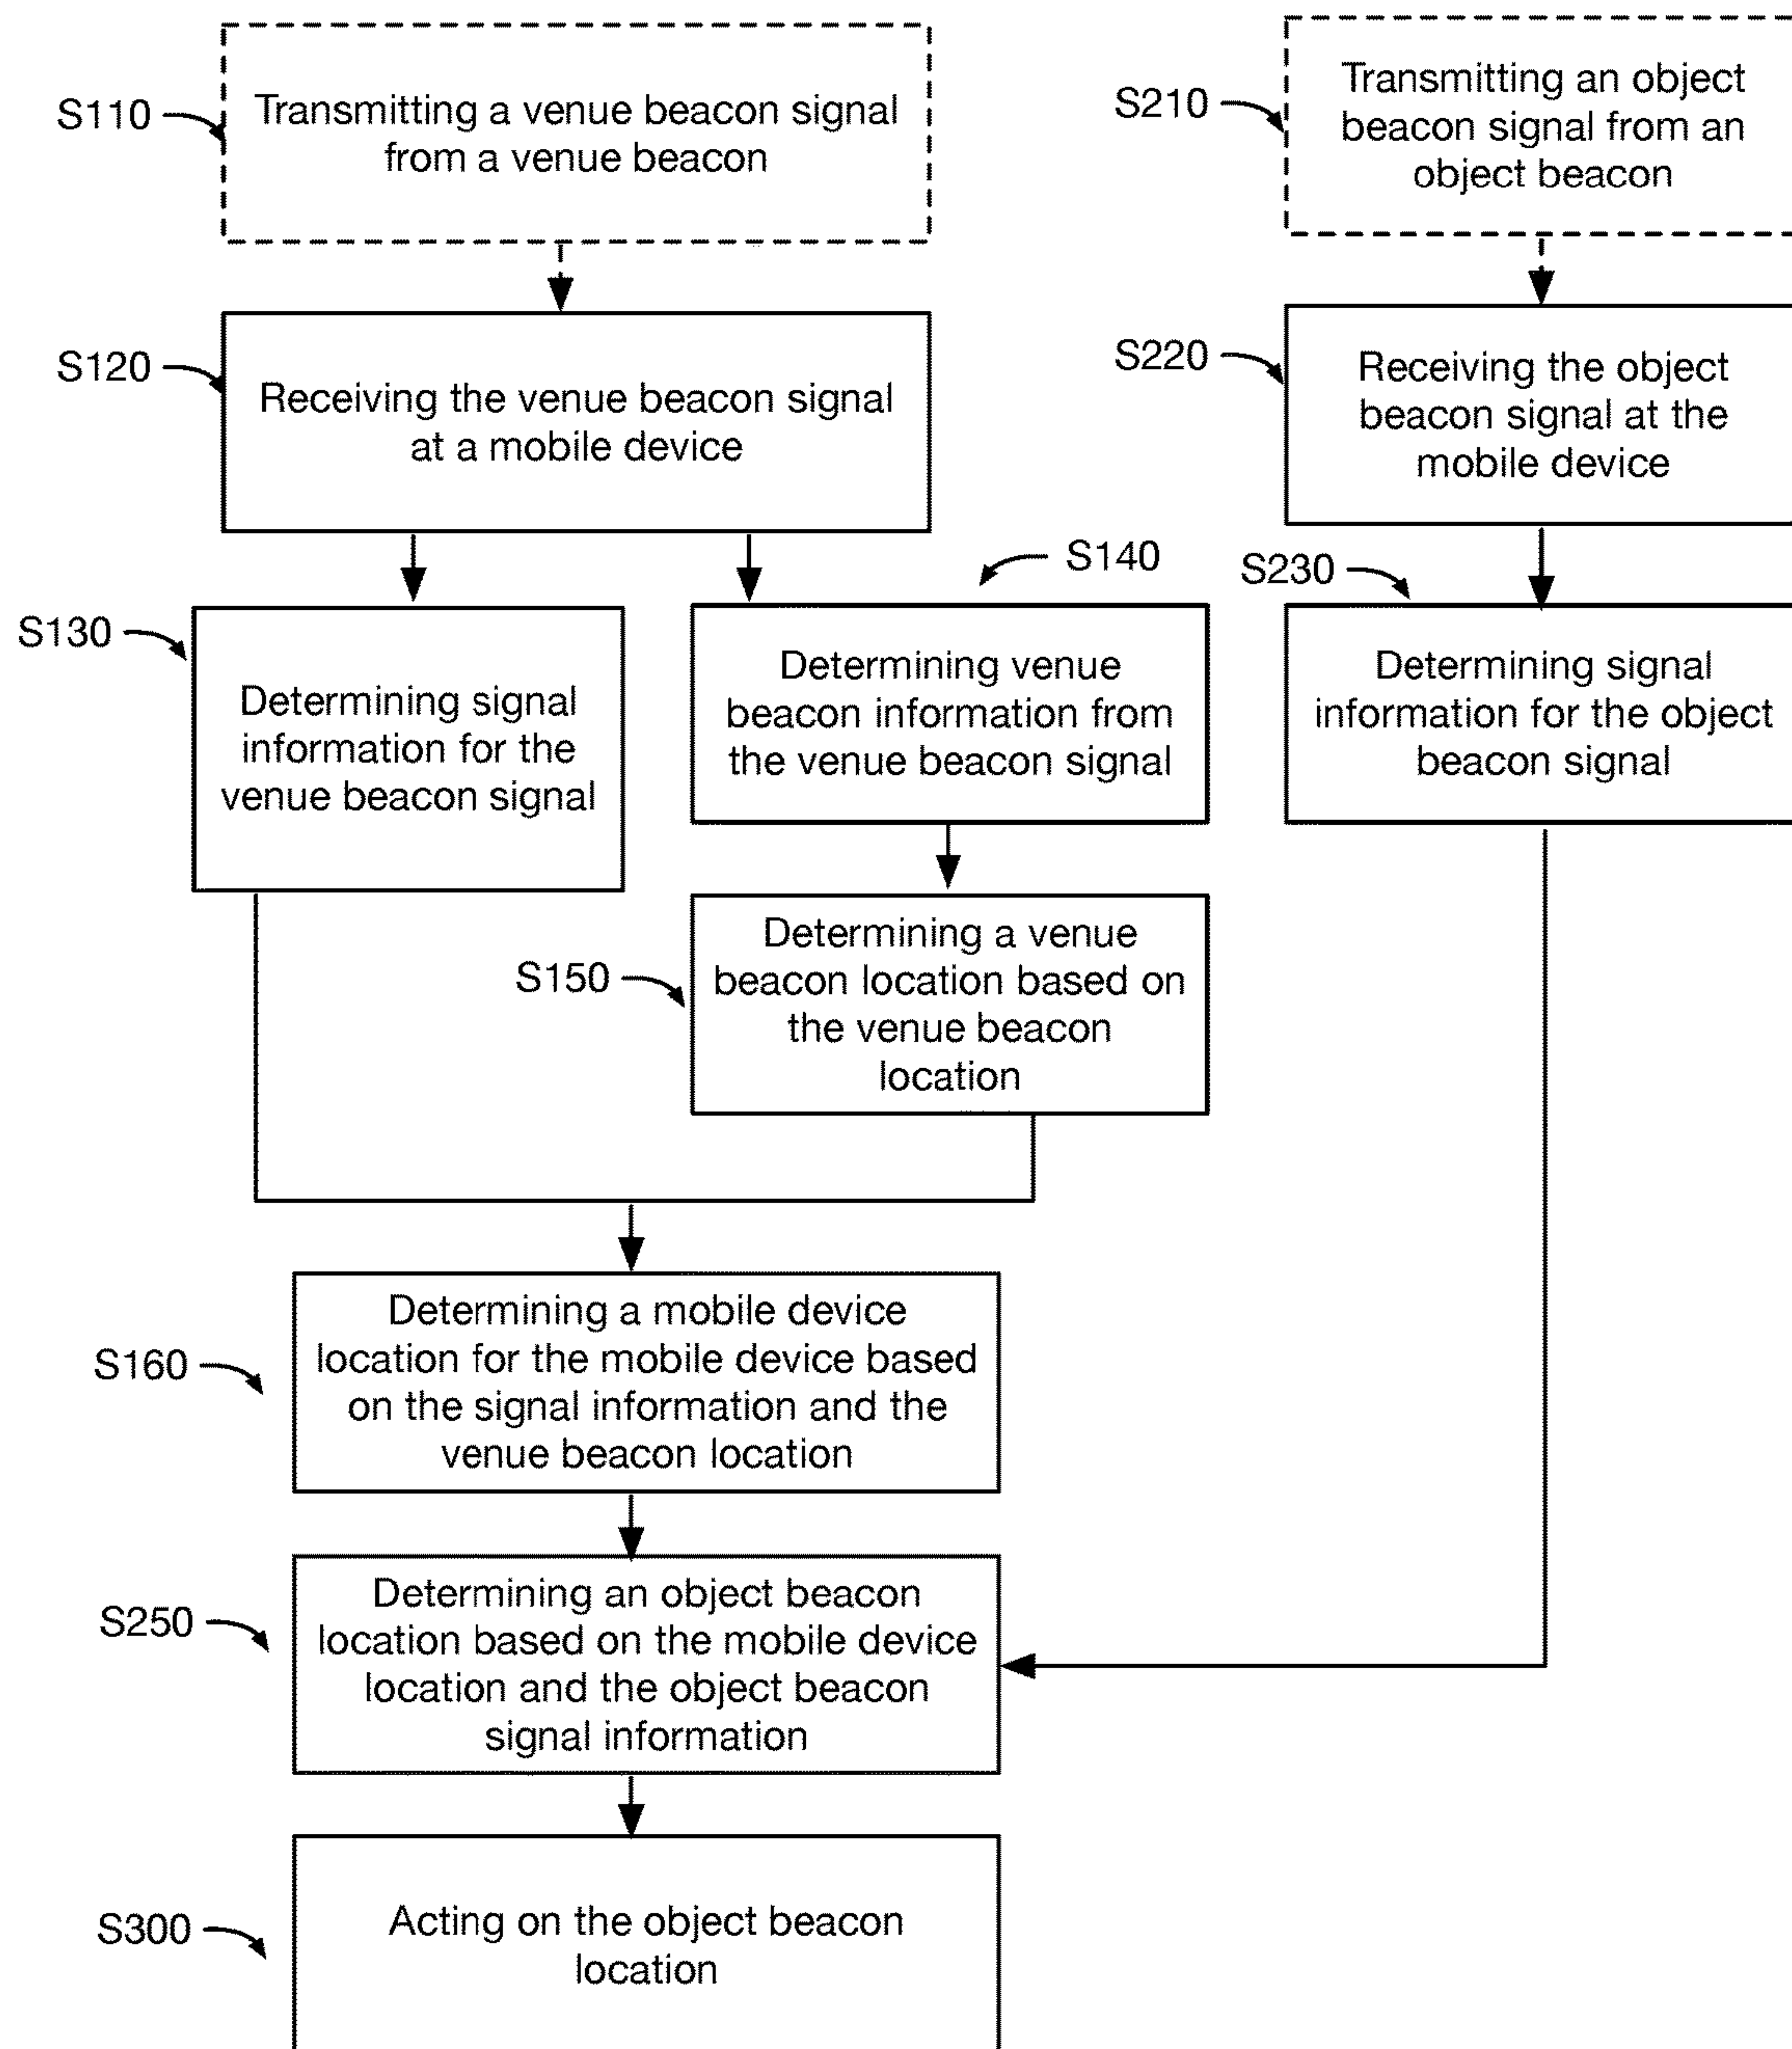 S110
Transmitting a venue beacon signal
from a venue beacon
S210
Transmitting an object
beacon signal from an
object beacon
S120
Receiving the venue beacon signal
at a mobile device
S220
Receiving the object
beacon signal at the
mobile device
S130
Determining signal
information for the
venue beacon signal
S140
Determining venue
beacon information from
the venue beacon signal
S230
Determining signal
information for the object
beacon signal
S150
Determining a venue
beacon location based on
the venue beacon
location
S160
Determining a mobile device
location for the mobile device based
on the signal information and the
venue beacon location
S250
Determining an object beacon
location based on the mobile device
location and the object beacon
signal information
S300
Acting on the object beacon
location